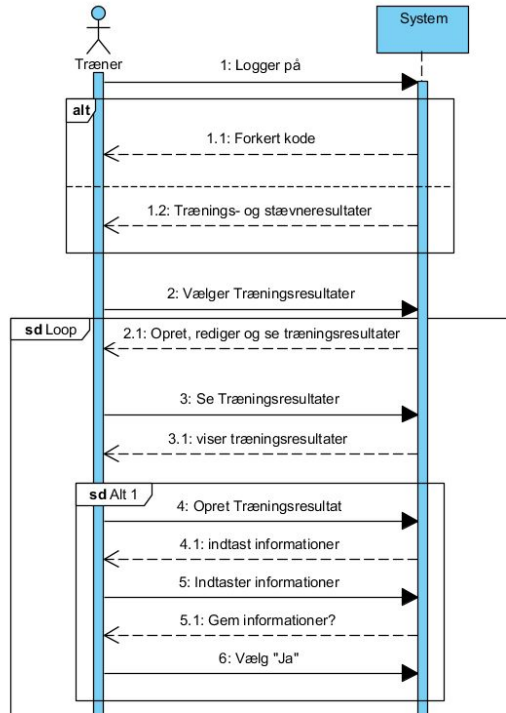 System
Træner
1: Logger på
alt
1.1: Forkert kode
1.2: Trænings- og stævneresultater
2: Vælger Træningsresultater
sd Loop
2.1: Opret, rediger og se træningsresultater
3: Se Træningsresultater
3.1: viser træningsresultater
sd Alt 1
4: Opret Træningsresultat
4.1: indtast informationer
5: Indtaster informationer
5.1: Gem informationer?
6: Vælg "Ja"